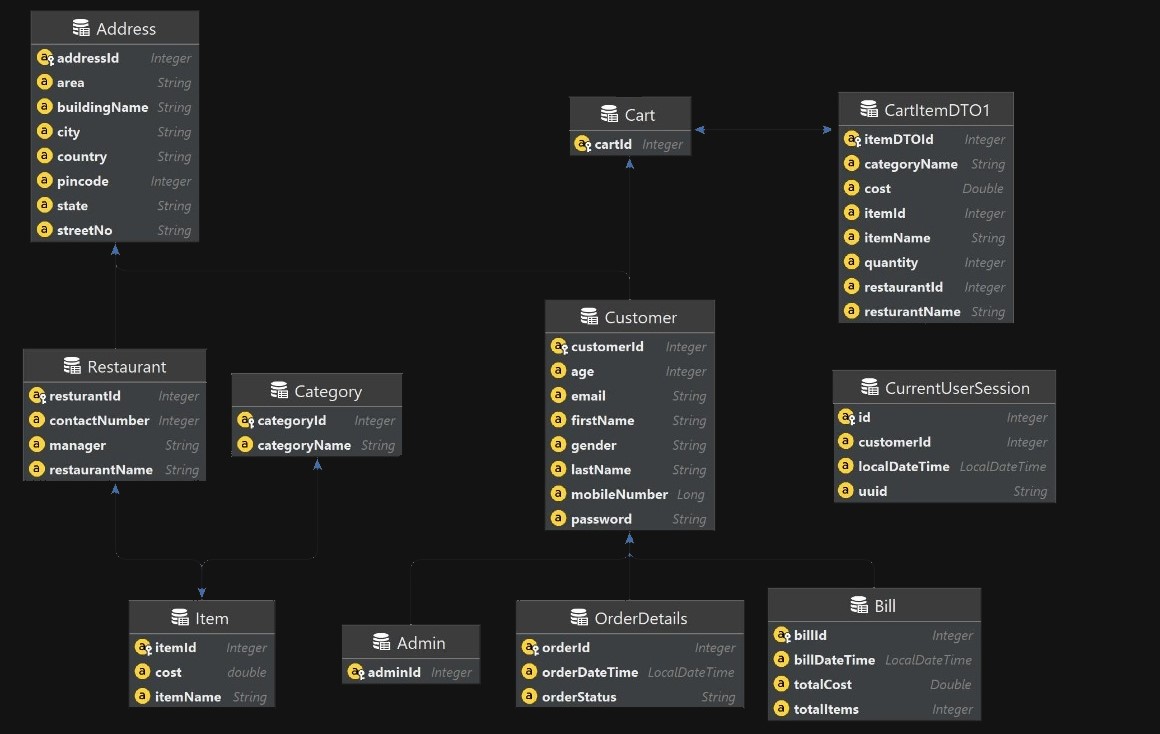 Address
addressId Integer
area String
buildingName String
city String
country String
pincode Integer
state String
streetNo String
Cart
cartId Integer
CartItemDTO1
itemDTOId Integer
categoryName String
cost Double
itemId Integer
itemName String
quantity Integer
restaurantId Integer
resturantName String
Restaurant
resturantId Integer
contactNumber Integer
manager String
restaurantName String
Category
categoryId Integer
categoryName String
Customer
customerId Integer
age Integer
email String
firstName String
gender String
lastName String
mobileNumber Long
password String
CurrentUserSession
id Integer
customerId Integer
localDateTime LocalDateTime
uuid String
Item
itemId Integer
cost double
itemName String
Admin
adminId Integer
OrderDetails
orderId Integer
orderDateTime LocalDateTime
orderStatus String
Bill
billId Integer
billDateTime LocalDateTime
totalCost Double
totalItems Integer